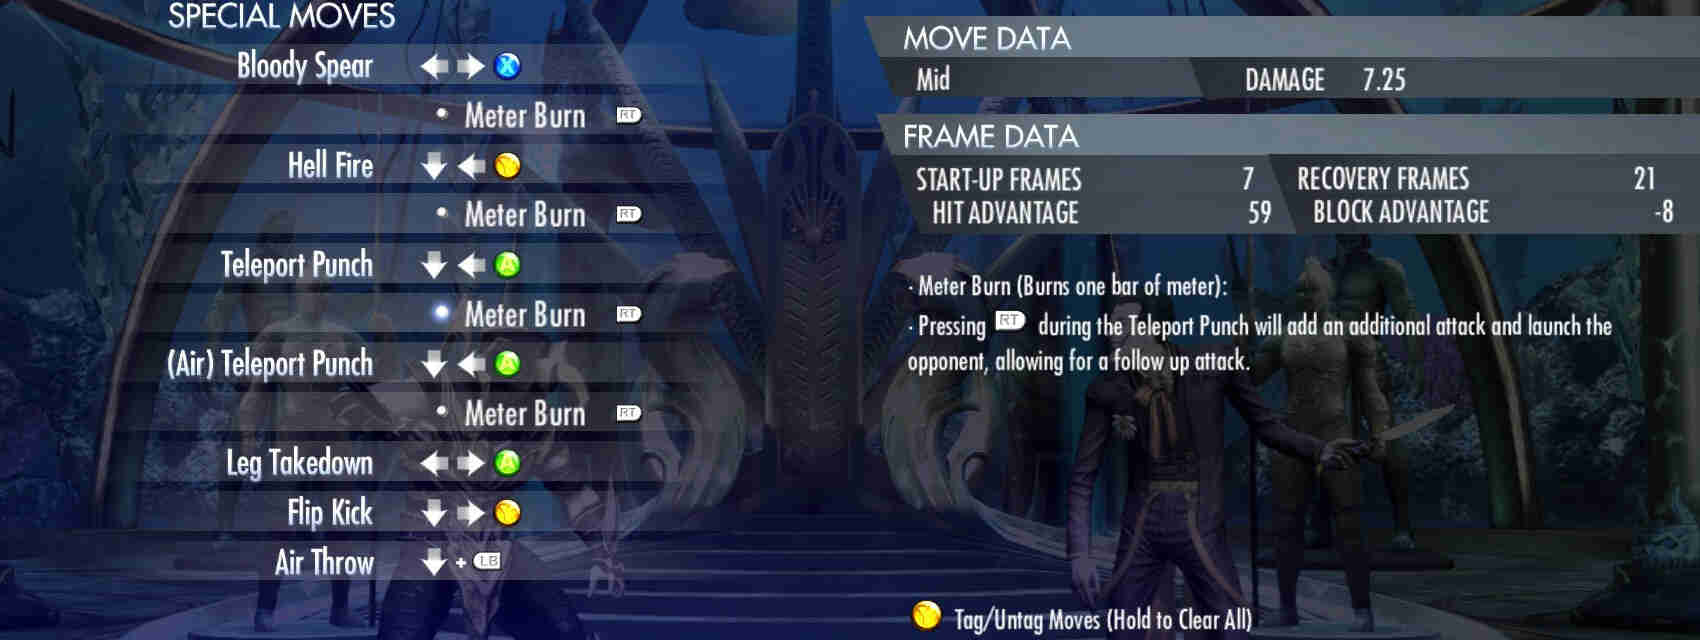 SPECIAL MOVES
Bloody Spear X
Meter Burn RT
Hell Fire Y
Meter Burn RT
Teleport Punch A
Meter Burn RT
(Air) Teleport Punch A
Meter Burn RT
Leg Takedown A
Flip Kick Y
Air Throw + LB
MOVE DATA
Mid DAMAGE 7.25
FRAME DATA
START-UP FRAMES 7 RECOVERY FRAMES 21
HIT ADVANTAGE 59 BLOCK ADVANTAGE -8
· Meter Burn (Burns one bar of meter):
· Pressing RT during the Teleport Punch will add an additional attack and launch the
opponent, allowing for a follow up attack.
Y Tag/Untag Moves (Hold to Clear All)